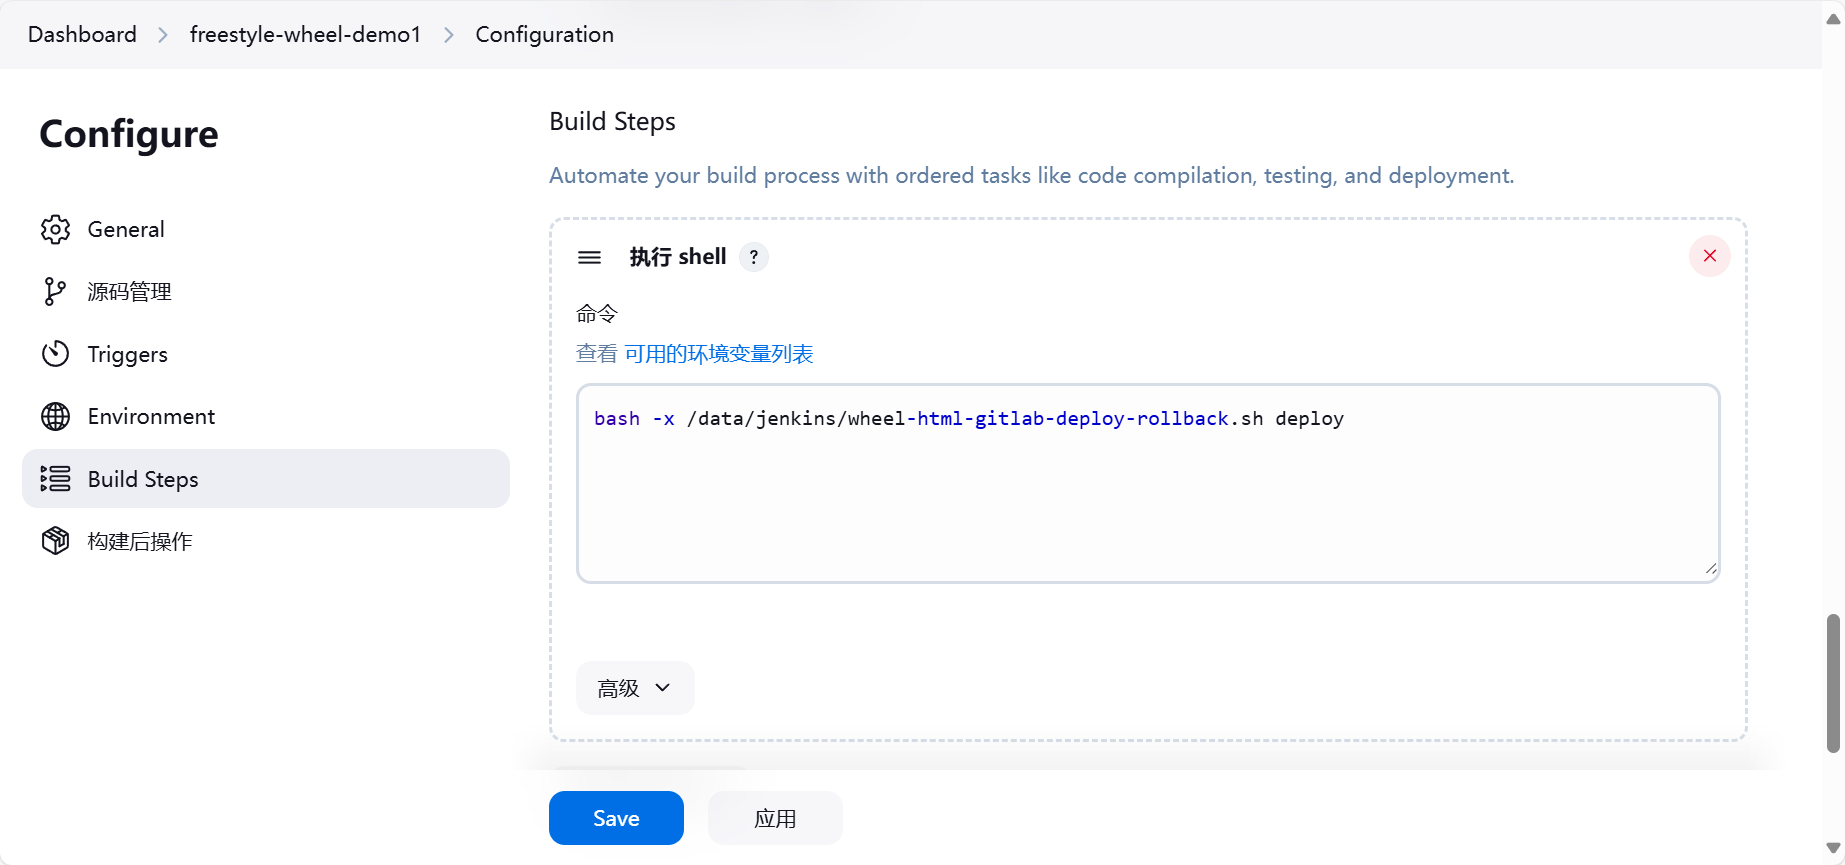 Dashboard > freestyle-wheel-demo1 > Configuration
Configure
General
源码管理
Triggers
Environment
Build Steps
构建后操作
Build Steps
Automate your build process with ordered tasks like code compilation, testing, and deployment.
执行 shell ?
命令
查看 可用的环境变量列表
bash -x /data/jenkins/wheel-html-gitlab-deploy-rollback.sh deploy
高级
Save
应用